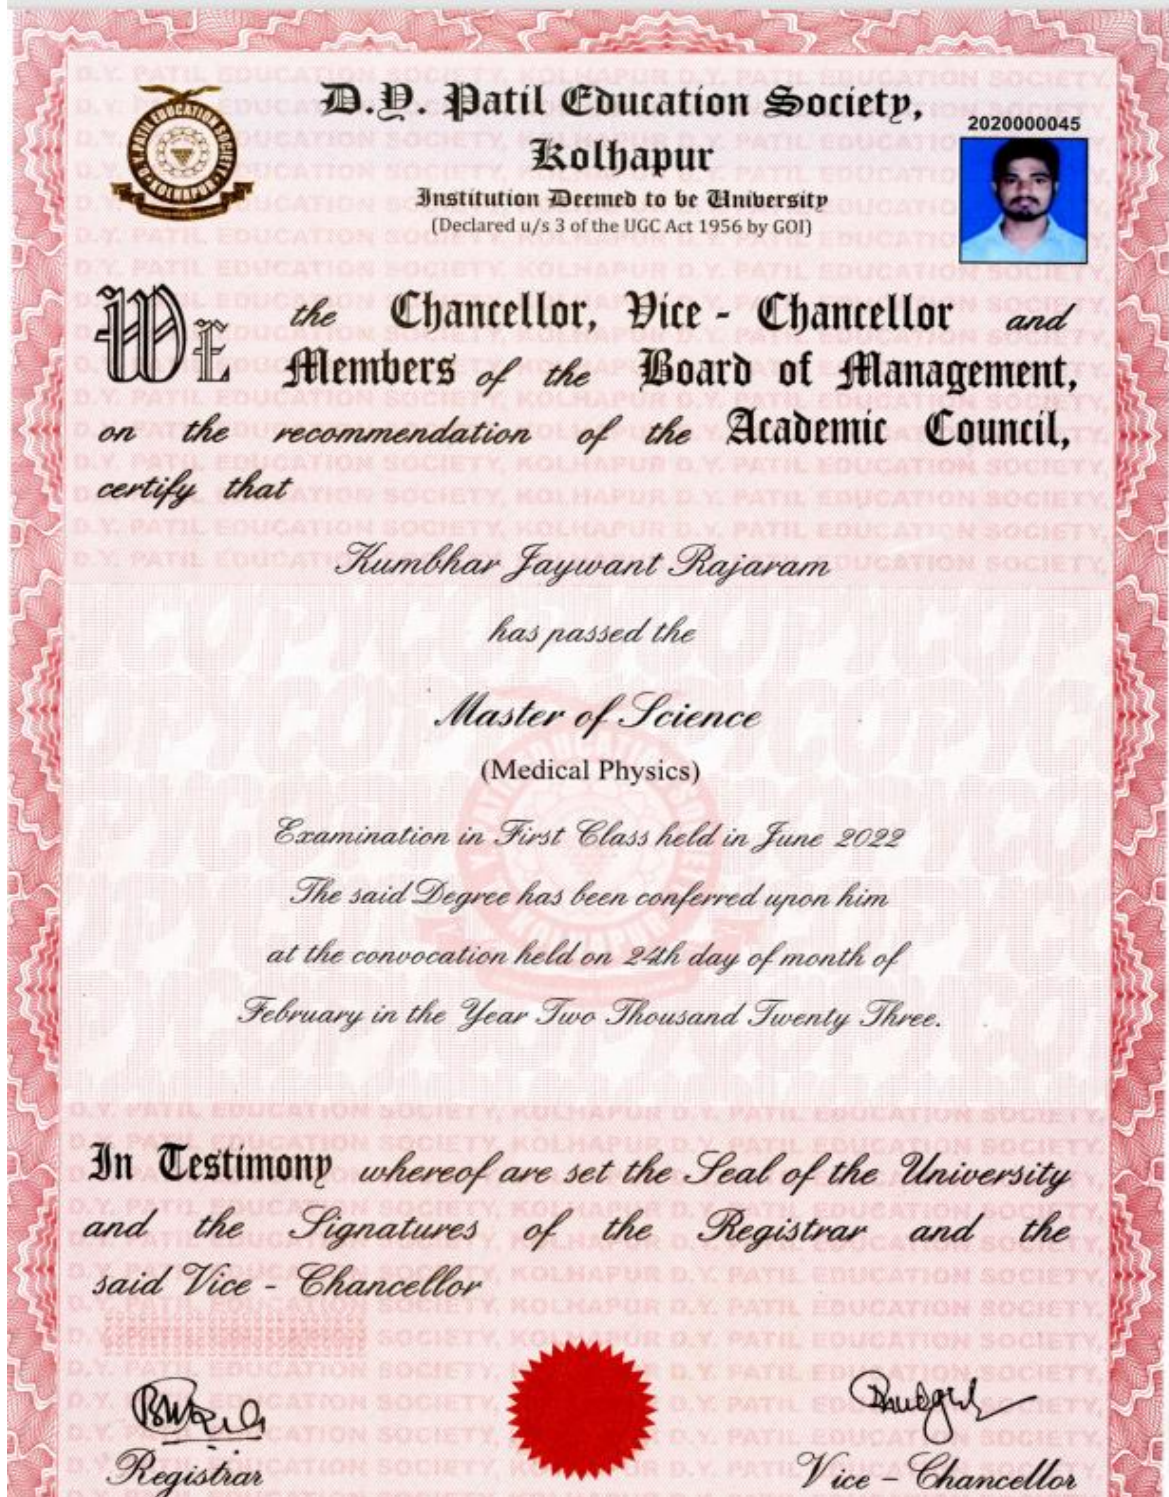 D.Y. Patil Education Society,
Kolhapur
Institution Deemed to be University
(Declared u/s 3 of the UGC Act 1956 by GOI)
D.Y. PATIL EDUCATION SOCIETY
KOLHAPUR
2020000045
WE the Chancellor, Vice - Chancellor and
Members of the Board of Management,
on the recommendation of the Academic Council,
certify that
Kumbhar Jaywant Rajaram
has passed the
Master of Science
(Medical Physics)
Examination in First Class held in June 2022
The said Degree has been conferred upon him
at the convocation held on 24th day of month of
February in the Year Two Thousand Twenty Three.
In Testimony whereof are set the Seal of the University
and the Signatures of the Registrar and the
said Vice - Chancellor
Registrar
Vice - Chancellor